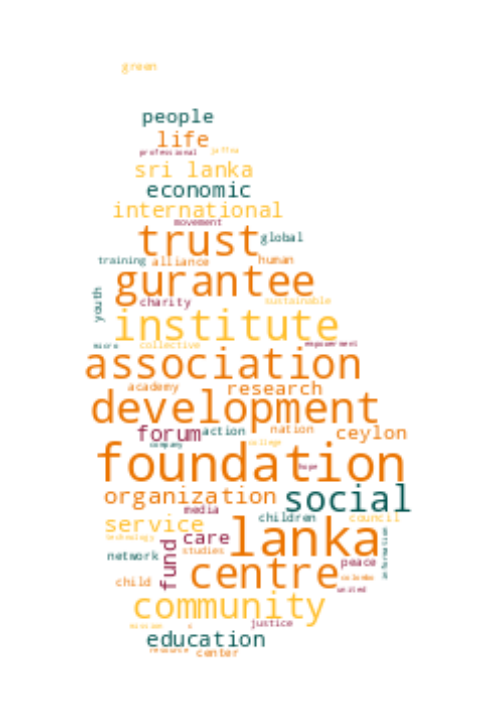 green
people
life
professional jaffna
sri lanka
economic
international
movement
trust global
training alliance human
gurantee
youth charity sustainable
institute
micro collective empowerment
association
academy research
development
forum action nation ceylon
company college
foundation
hope
organization social
media
service children council
technology care lanka information
network fund studies peace
centre colombo
child united
community
mission justice
education
resource center